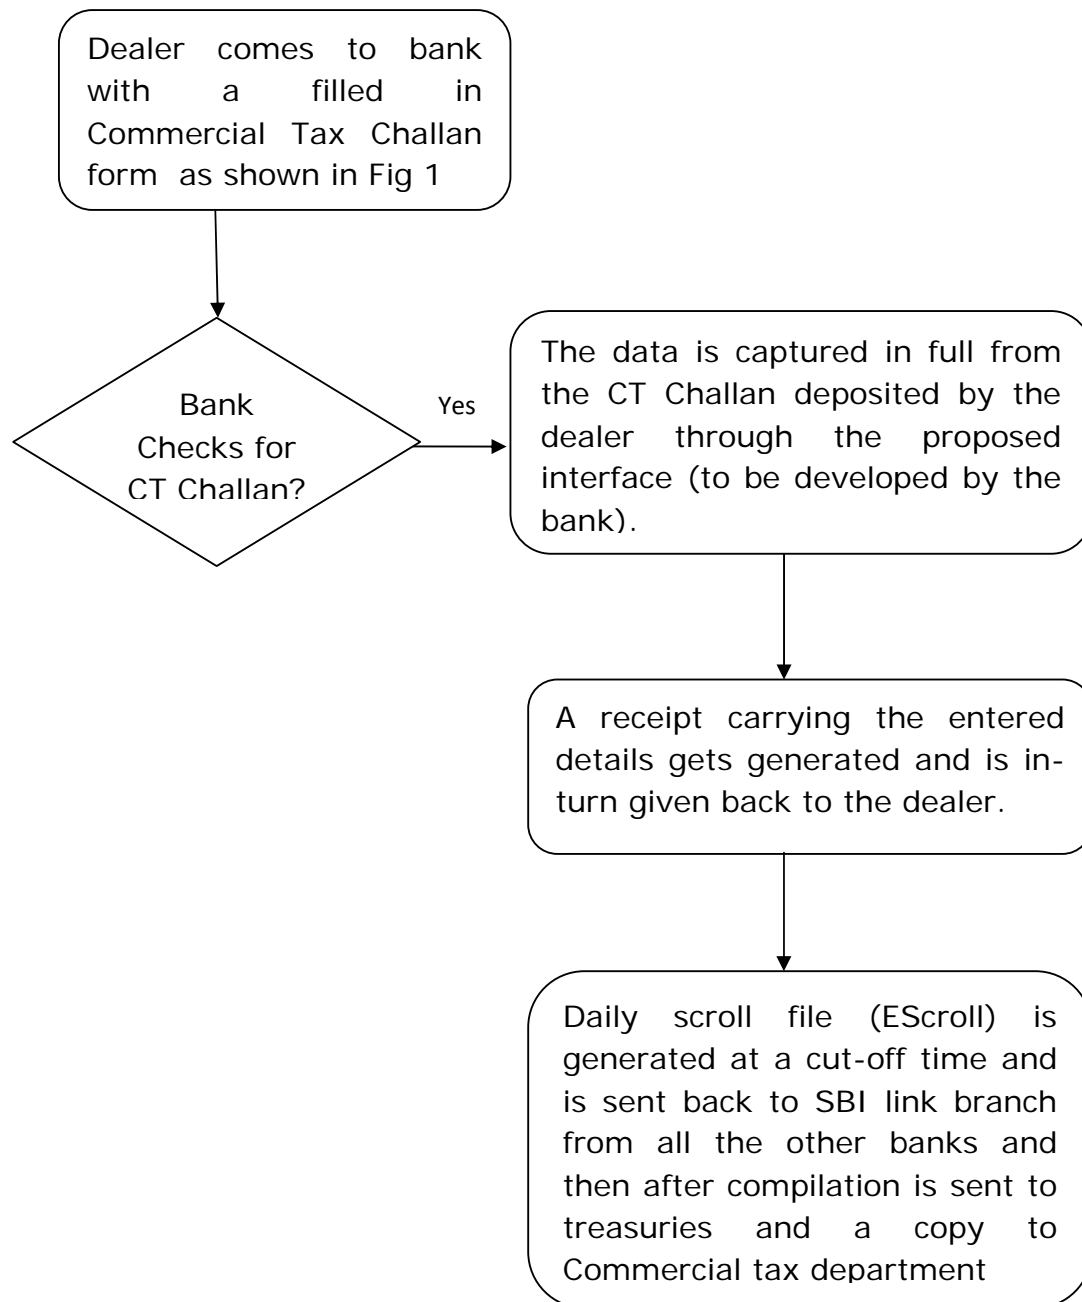 Dealer comes to bank
with a filled in
Commercial Tax Challan
form as shown in Fig 1
Bank
Checks for
CT Challan?
Yes
The data is captured in full from
the CT Challan deposited by the
dealer through the proposed
interface (to be developed by the
bank).
A receipt carrying the entered
details gets generated and is in-
turn given back to the dealer.
Daily scroll file (EScroll) is
generated at a cut-off time and
is sent back to SBI link branch
from all the other banks and
then after compilation is sent to
treasuries and a copy to
Commercial tax department